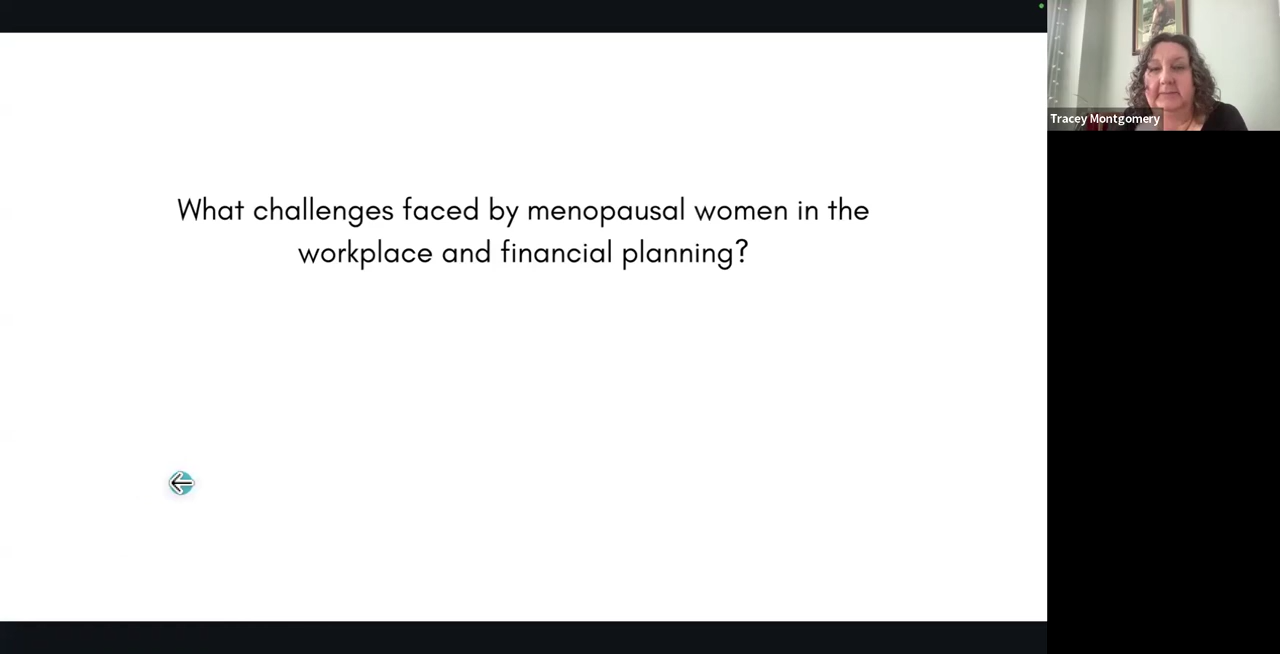 What challenges faced by menopausal women in the
workplace and financial planning?
Tracey Montgomery